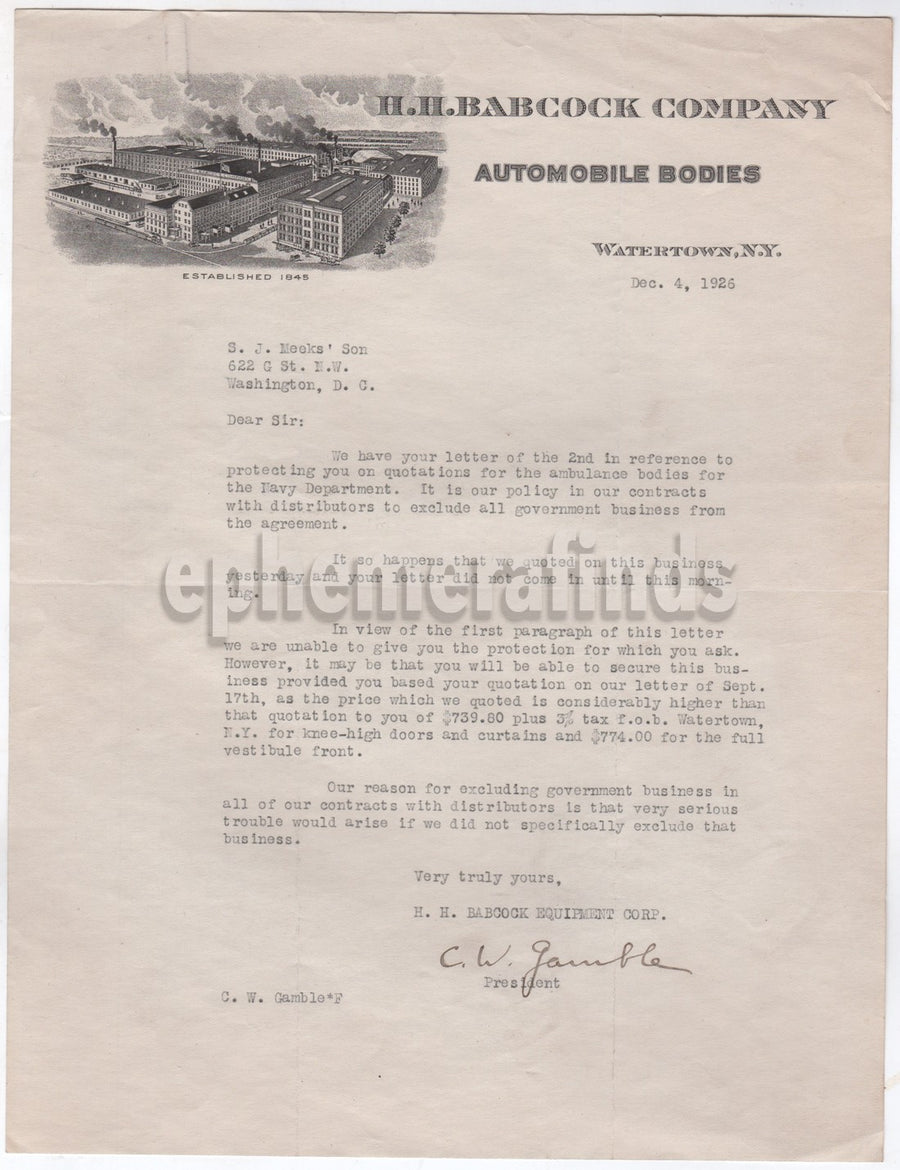 H.H.BABCOCK COMPANY
AUTOMOBILE BODIES
WATERTOWN, N.Y.
ESTABLISHED 1845
Dec. 4, 1926
S. J. Meeks' Son
622 G St. N.W.
Washington, D. C.
Dear Sir:
We have your letter of the 2nd in reference to
protecting you on quotations for the ambulance bodies for
the Navy Department. It is our policy in our contracts
with distributors to exclude all government business from
the agreement.
It so happens that we quoted on this business
yesterday and your letter did not come in until this morn-
ing.
ephemerafinds
In view of the first paragraph of this letter
we are unable to give you the protection for which you ask.
However, it may be that you will be able to secure this bus-
iness provided you based your quotation on our letter of Sept.
17th, as the price which we quoted is considerably higher than
that quotation to you of $739.80 plus 3% tax f.o.b. Watertown,
N.Y. for knee-high doors and curtains and $774.00 for the full
vestibule front.
Our reason for excluding government business in
all of our contracts with distributors is that very serious
trouble would arise if we did not specifically exclude that
business.
Very truly yours,
H. H. BABCOCK EQUIPMENT CORP.
C. W. Gamble
President
C. W. Gamble*F